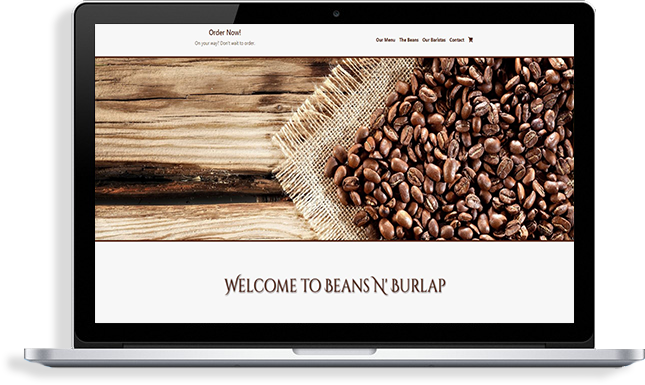 Order Now!
On your way! Don't wait to order.
Our Menu The Beans Our Baristas Contact
Welcome to Beans N' Burlap